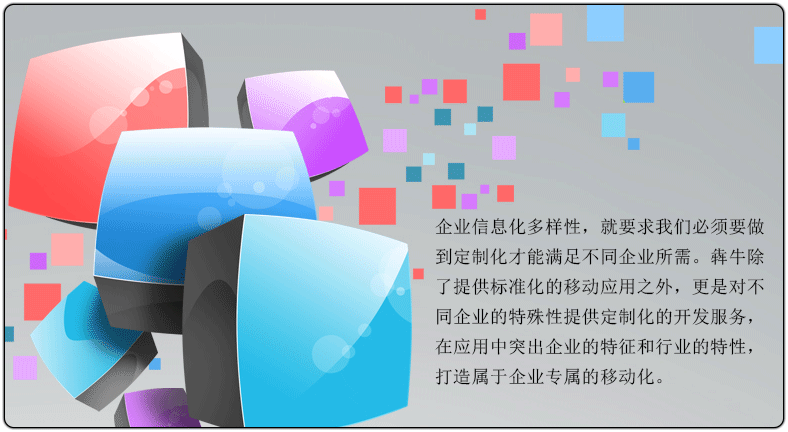 企业信息化多样性，就要求我们必须要做
到定制化才能满足不同企业所需。犇牛除
了提供标准化的移动应用之外，更是对不
同企业的特殊性提供定制化的开发服务，
在应用中突出企业的特征和行业的特性，
打造属于企业专属的移动化。